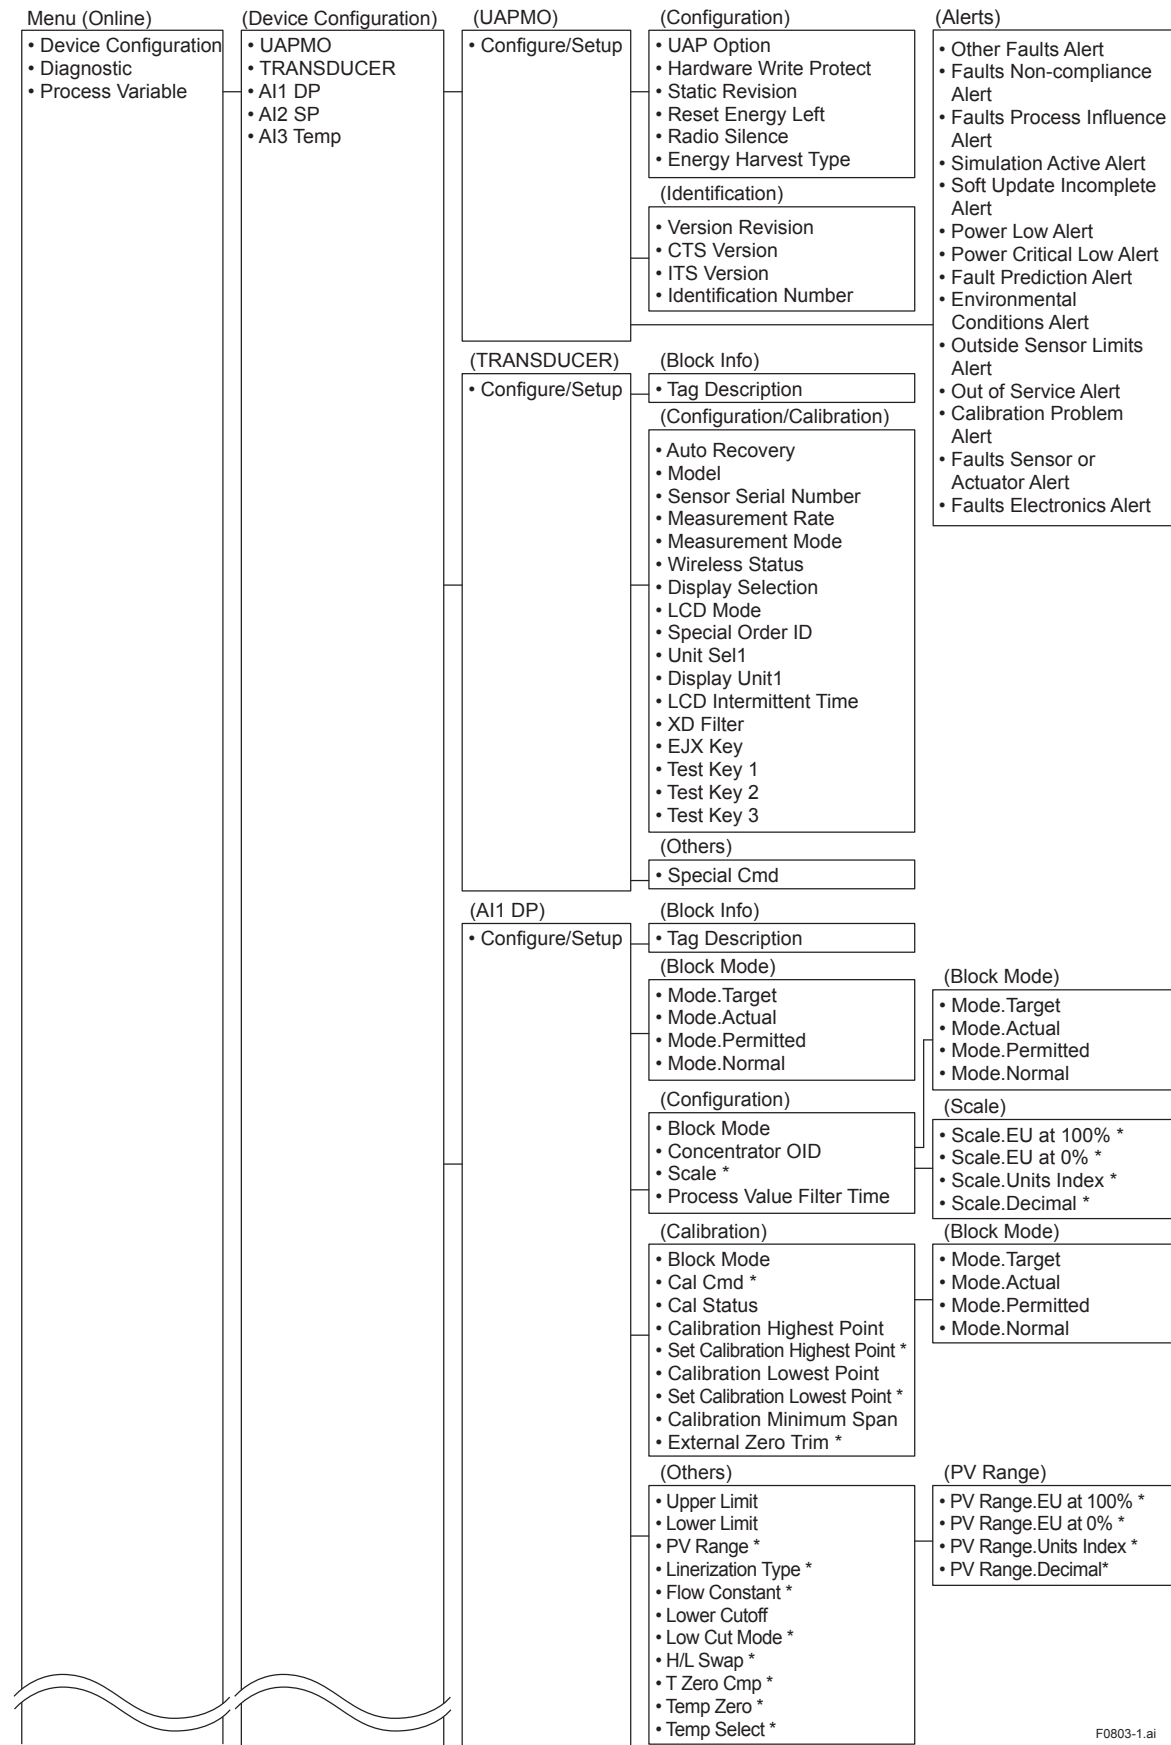 Menu (Online)
• Device Configuration
• Diagnostic
• Process Variable
(Device Configuration)
• UAPMO
• TRANSDUCER
• AI1 DP
• AI2 SP
• AI3 Temp
(UAPMO)
• Configure/Setup
(Configuration)
• UAP Option
• Hardware Write Protect
• Static Revision
• Reset Energy Left
• Radio Silence
• Energy Harvest Type
(Identification)
• Version Revision
• CTS Version
• ITS Version
• Identification Number
(Alerts)
• Other Faults Alert
• Faults Non-compliance
Alert
• Faults Process Influence
Alert
• Simulation Active Alert
• Soft Update Incomplete
Alert
• Power Low Alert
• Power Critical Low Alert
• Fault Prediction Alert
• Environmental
Conditions Alert
• Outside Sensor Limits
Alert
• Out of Service Alert
• Calibration Problem
Alert
• Faults Sensor or
Actuator Alert
• Faults Electronics Alert
(TRANSDUCER)
• Configure/Setup
(Block Info)
• Tag Description
(Configuration/Calibration)
• Auto Recovery
• Model
• Sensor Serial Number
• Measurement Rate
• Measurement Mode
• Wireless Status
• Display Selection
• LCD Mode
• Special Order ID
• Unit Sel1
• Display Unit1
• LCD Intermittent Time
• XD Filter
• EJX Key
• Test Key 1
• Test Key 2
• Test Key 3
(Others)
• Special Cmd
(AI1 DP)
• Configure/Setup
(Block Info)
• Tag Description
(Block Mode)
• Mode.Target
• Mode.Actual
• Mode.Permitted
• Mode.Normal
(Configuration)
• Block Mode
• Concentrator OID
• Scale *
• Process Value Filter Time
(Block Mode)
• Mode.Target
• Mode.Actual
• Mode.Permitted
• Mode.Normal
(Scale)
• Scale.EU at 100% *
• Scale.EU at 0% *
• Scale.Units Index *
• Scale.Decimal *
(Calibration)
• Block Mode
• Cal Cmd *
• Cal Status
• Calibration Highest Point
• Set Calibration Highest Point *
• Calibration Lowest Point
• Set Calibration Lowest Point *
• Calibration Minimum Span
• External Zero Trim *
(Block Mode)
• Mode.Target
• Mode.Actual
• Mode.Permitted
• Mode.Normal
(Others)
• Upper Limit
• Lower Limit
• PV Range *
• Linerization Type *
• Flow Constant *
• Lower Cutoff
• Low Cut Mode *
• H/L Swap *
• T Zero Cmp *
• Temp Zero *
• Temp Select *
(PV Range)
• PV Range.EU at 100% *
• PV Range.EU at 0% *
• PV Range.Units Index *
• PV Range.Decimal*
F0803-1.ai